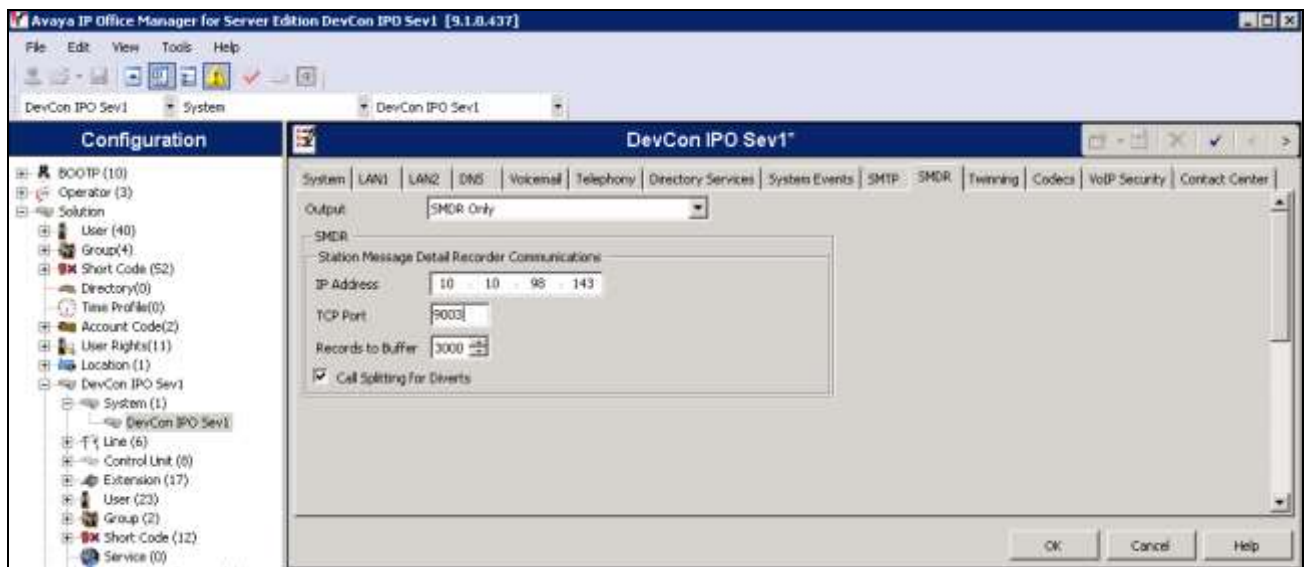 Avaya IP Office Manager for Server Edition DevCon IPO Sev1 [9.1.0.437]
File Edit View Tools Help
DevCon IPO Sev1 System DevCon IPO Sev1
Configuration
DevCon IPO Sev1*
BOOTP (10)
Operator (3)
Solution
User (40)
Group(4)
Short Code (52)
Directory(0)
Time Profile(0)
Account Code(2)
User Rights(11)
Location (1)
DevCon IPO Sev1
System (1)
DevCon IPO Sev1
Line (6)
Control Unit (8)
Extension (17)
User (23)
Group (2)
Short Code (12)
Service (0)
System LAN1 LAN2 DNS Voicemail Telephony Directory Services System Events SMTP SMDR Twinning Codecs VoIP Security Contact Center
Output SMDR Only
SMDR
Station Message Detail Recorder Communications
IP Address 10 . 10 . 98 . 143
TCP Port 9003
Records to Buffer 3000
Call Splitting for Diverts
OK Cancel Help